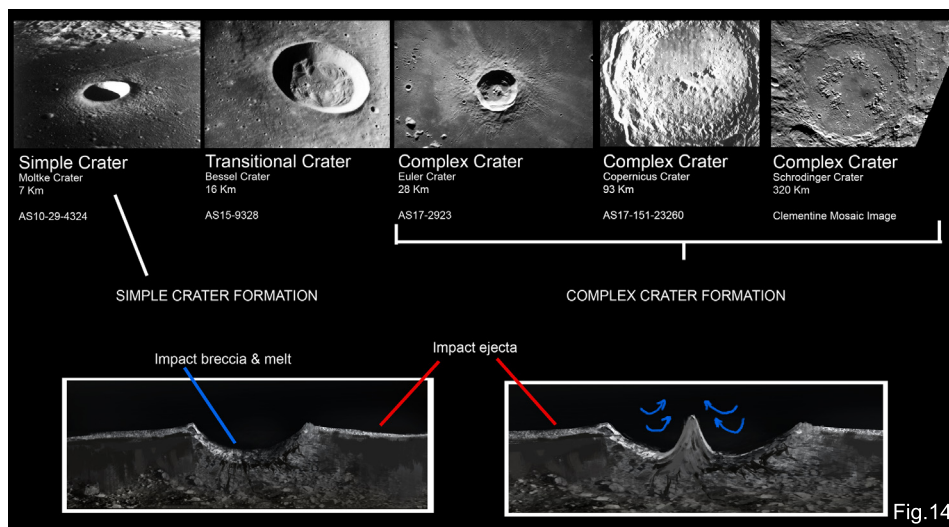 Simple Crater
Moltke Crater
7 Km
AS10-29-4324
Transitional Crater
Bessel Crater
16 Km
AS15-9328
Complex Crater
Euler Crater
28 Km
AS17-2923
Complex Crater
Copernicus Crater
93 Km
AS17-151-23260
Complex Crater
Schrodinger Crater
320 Km
Clementine Mosaic Image
SIMPLE CRATER FORMATION
COMPLEX CRATER FORMATION
Impact breccia & melt
Impact ejecta
Fig.14